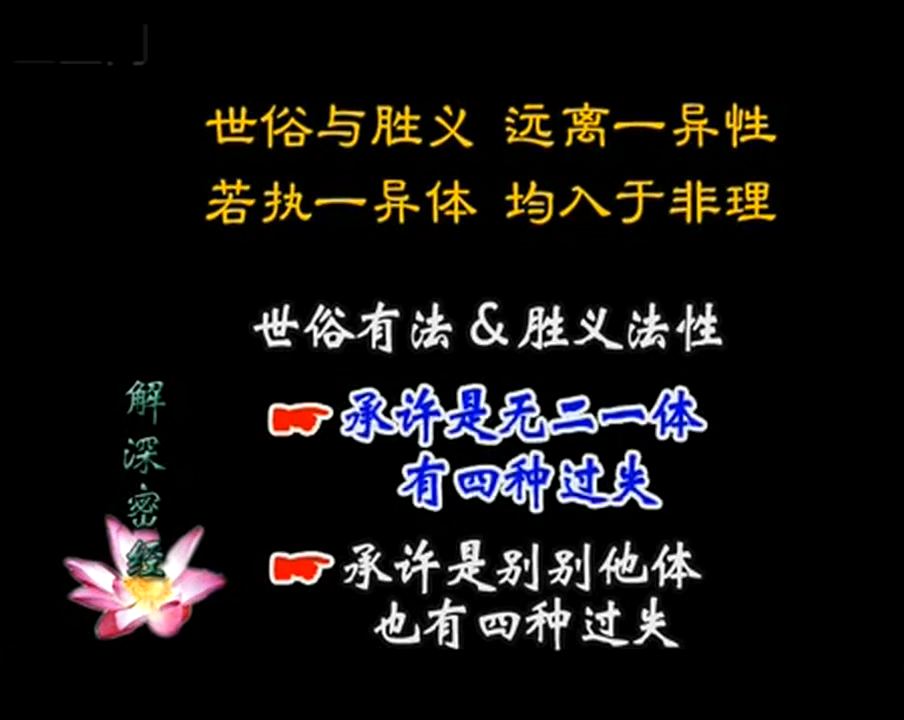 世俗与胜义 远离一异性
若执一异体 均入于非理
世俗有法&胜义法性
承许是无二一体
有四种过失
承许是别别他体
也有四种过失
解深密经